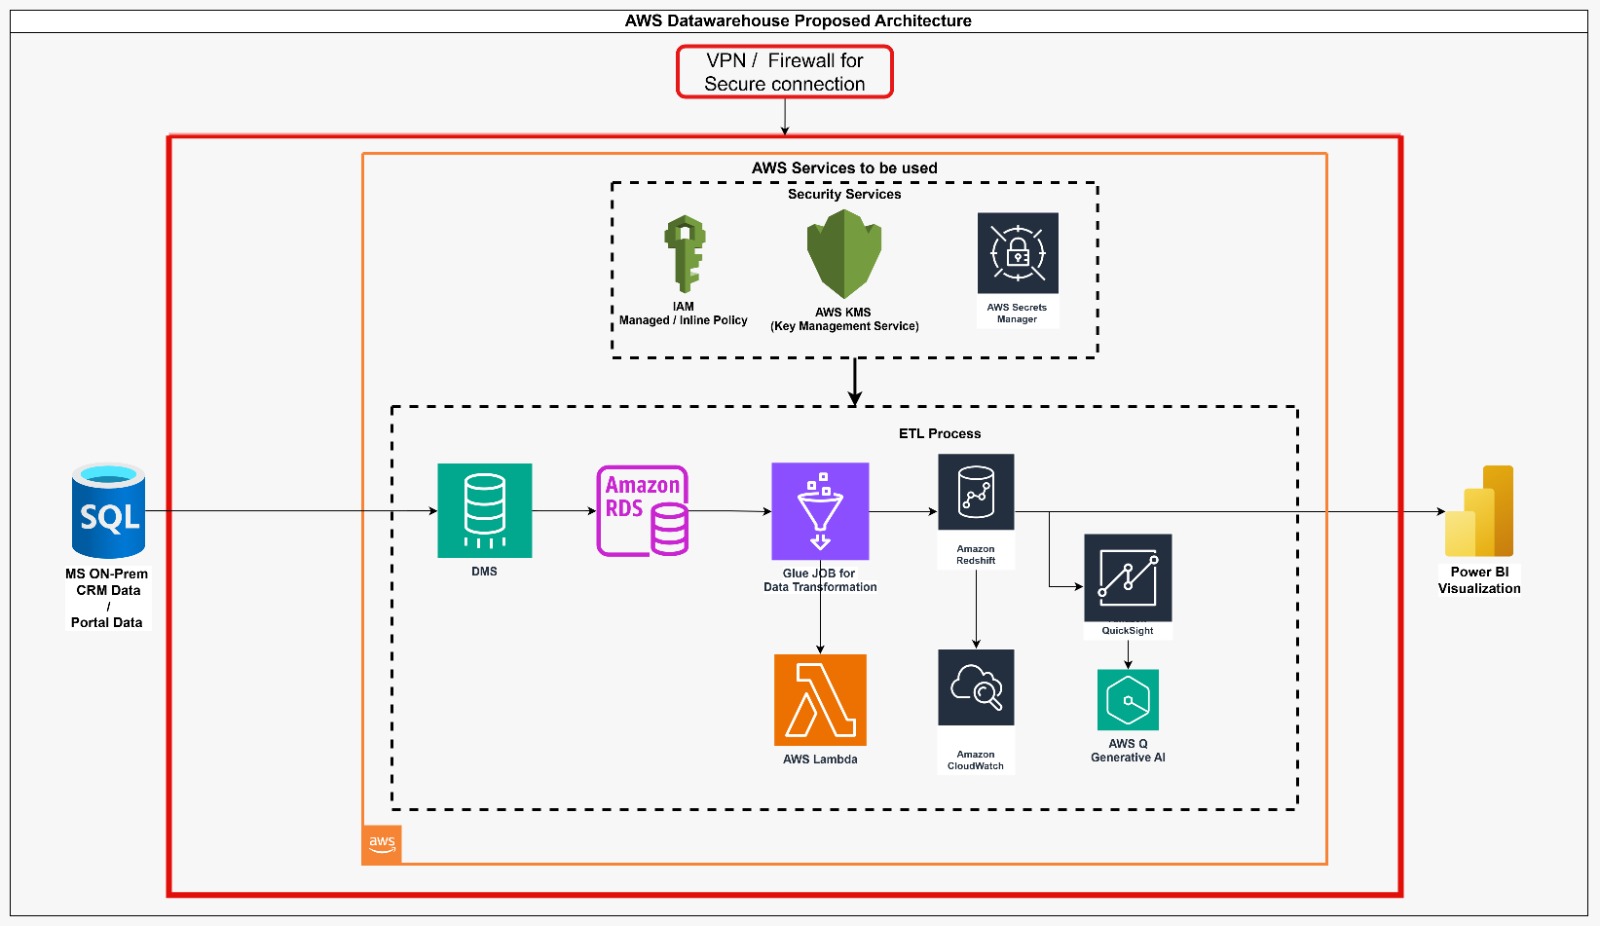 AWS Datawarehouse Proposed Architecture
VPN / Firewall for
Secure connection
AWS Services to be used
Security Services
IAM
Managed / Inline Policy
AWS KMS
(Key Management Service)
AWS Secrets
Manager
ETL Process
SQL
MS ON-Prem
CRM Data
/
Portal Data
DMS
Amazon
RDS
Glue JOB for
Data Transformation
Amazon
Redshift
QuickSight
Power BI
Visualization
AWS Lambda
Amazon
CloudWatch
AWS Q
Generative AI
aws